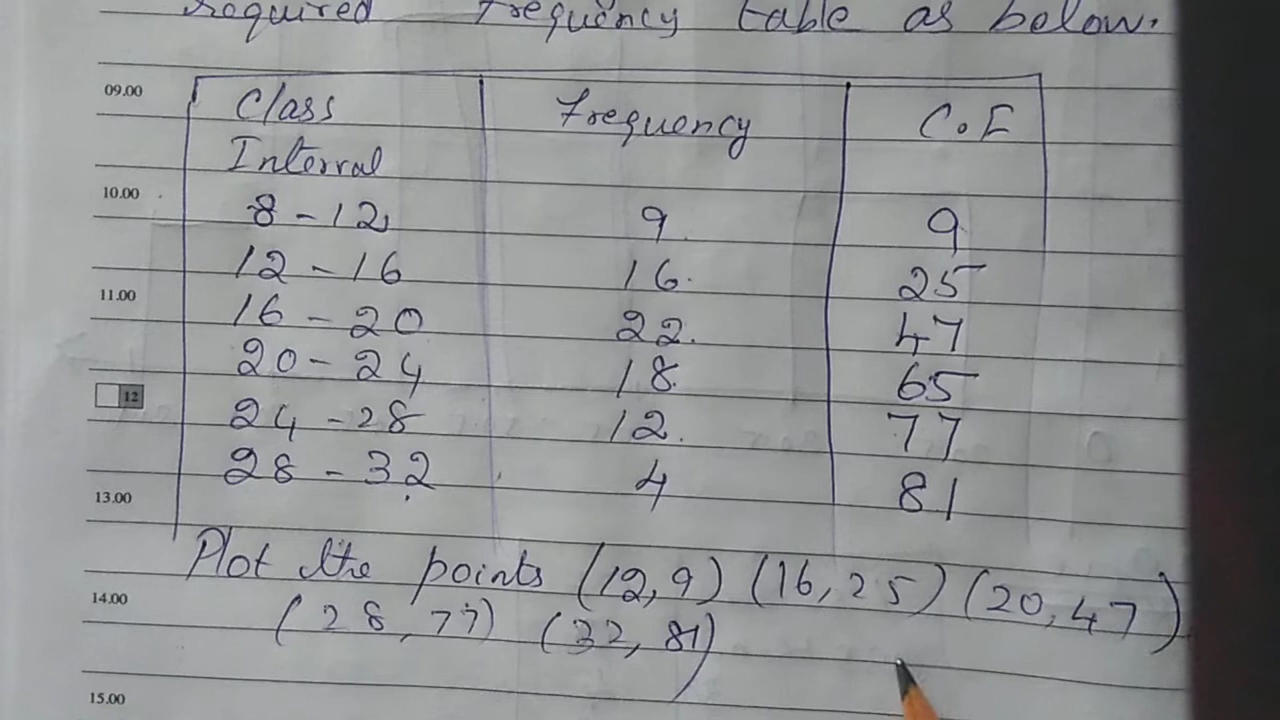 required frequency table as below.
09.00 Class Frequency C.F
Interval
10.00 8-12 9 9
12-16 16 25
11.00 16-20 22 47
20-24 18 65
12 24-28 12 77
28-32 4 81
13.00
Plot the points (12,9) (16,25) (20,47)
14.00 (28,77) (32,81)
15.00